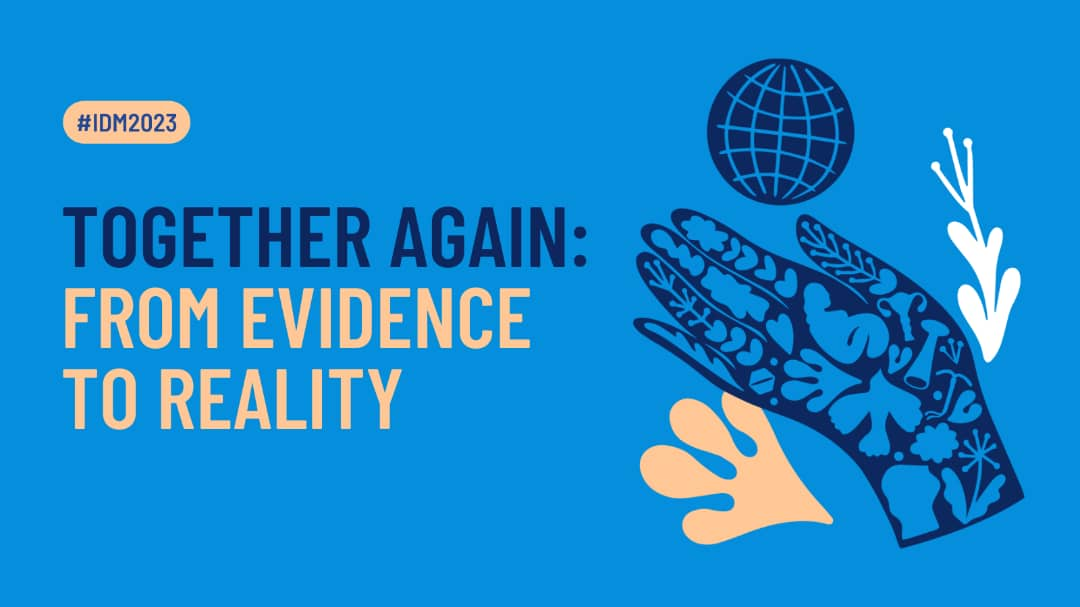 #IDM2023
TOGETHER AGAIN:
FROM EVIDENCE
TO REALITY